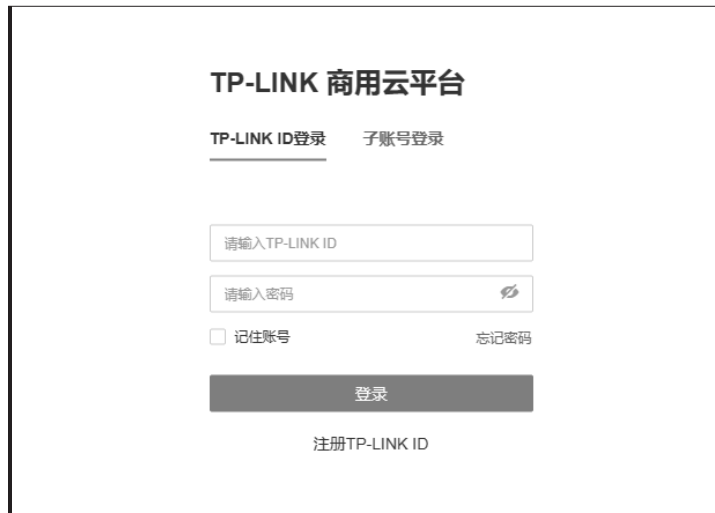 TP-LINK 商用云平台
TP-LINK ID登录 子账号登录
请输入TP-LINK ID
请输入密码
记住账号 忘记密码
登录
注册TP-LINK ID